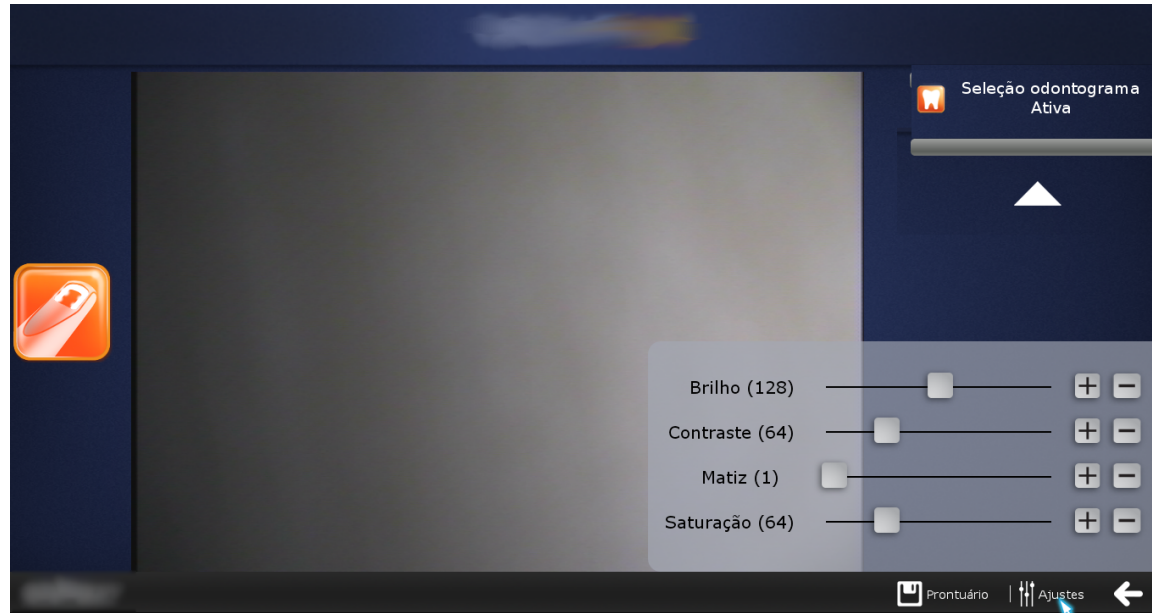 Seleção odontograma
Ativa
Brilho (128)
Contraste (64)
Matiz (1)
Saturação (64)
Prontuário
Ajustes